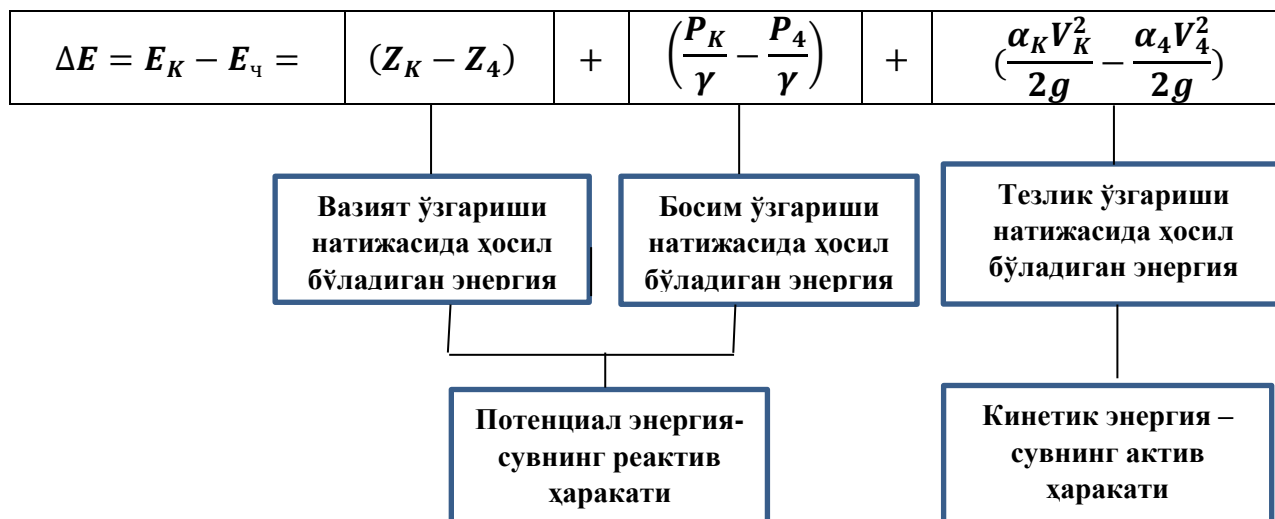 ΔE = E_K − E_ч = (Z_K − Z_4) + (P_K/γ − P_4/γ) + (α_K V_K^2/2g − α_4 V_4^2/2g)
Вазият ўзгариши
натижасида ҳосил
бўладиган энергия
Босим ўзгариши
натижасида ҳосил
бўладиган энергия
Тезлик ўзгариши
натижасида ҳосил
бўладиган энергия
Потенциал энергия-
сувнинг реактив
ҳаракати
Кинетик энергия –
сувнинг актив
ҳаракати